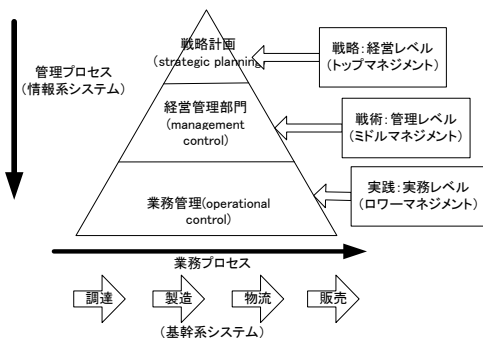 戦略計画
(strategic planning
戦略：経営レベル
(トップマネジメント)
管理プロセス
(情報系システム)
経営管理部門
(management
control)
戦術：管理レベル
(ミドルマネジメント)
業務管理(operational
control)
実践：実務レベル
(ロワーマネジメント)
業務プロセス
調達
製造
物流
販売
(基幹系システム)